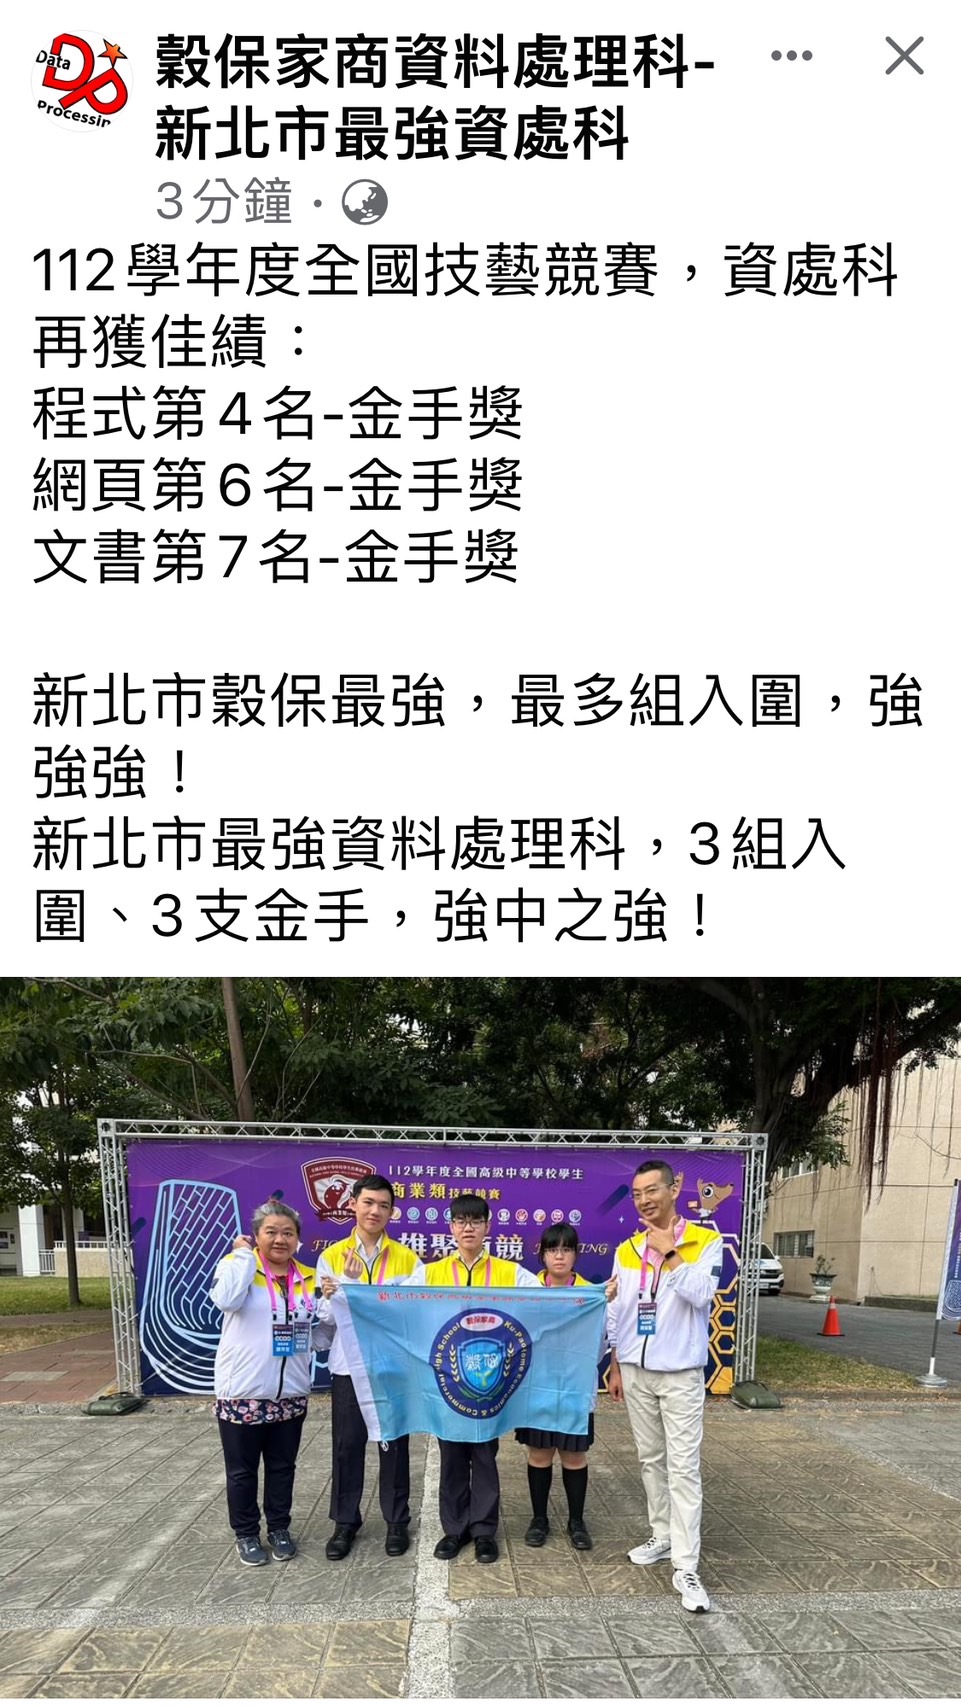 Data
Processin
穀保家商資料處理科-
新北市最強資處科
3分鐘 ·
112學年度全國技藝競賽，資處科
再獲佳績：
程式第4名-金手獎
網頁第6名-金手獎
文書第7名-金手獎
新北市穀保最強，最多組入圍，強
強強！
新北市最強資料處理科，3組入
圍、3支金手，強中之強！
112學年度全國高級中等學校學生
商業類技藝競賽
雄聚 競
穀保家商
Ku-Pao Home Economics & Commercial High School
穀保